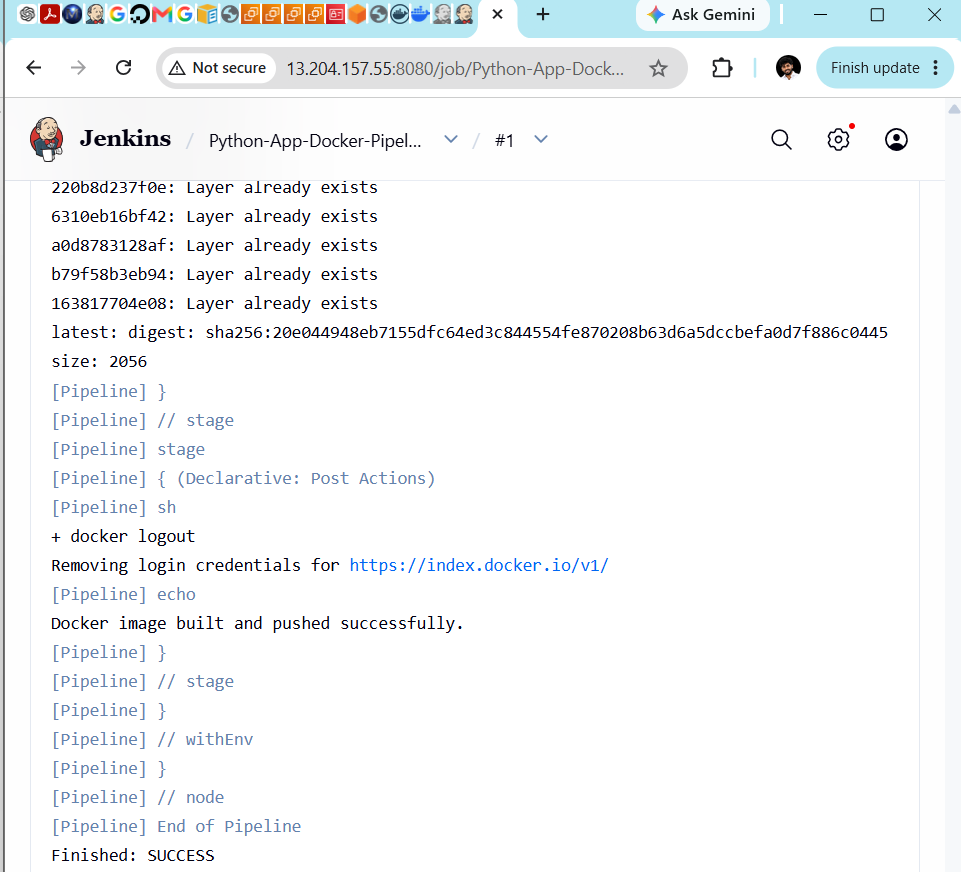 Ask Gemini
Not secure
13.204.157.55:8080/job/Python-App-Dock...
Finish update
Jenkins / Python-App-Docker-Pipel... / #1
220b8d237f0e: Layer already exists
6310eb16bf42: Layer already exists
a0d8783128af: Layer already exists
b79f58b3eb94: Layer already exists
163817704e08: Layer already exists
latest: digest: sha256:20e044948eb7155dfc64ed3c844554fe870208b63d6a5dccbefa0d7f886c0445
size: 2056
[Pipeline] }
[Pipeline] // stage
[Pipeline] stage
[Pipeline] { (Declarative: Post Actions)
[Pipeline] sh
+ docker logout
Removing login credentials for https://index.docker.io/v1/
[Pipeline] echo
Docker image built and pushed successfully.
[Pipeline] }
[Pipeline] // stage
[Pipeline] }
[Pipeline] // withEnv
[Pipeline] }
[Pipeline] // node
[Pipeline] End of Pipeline
Finished: SUCCESS